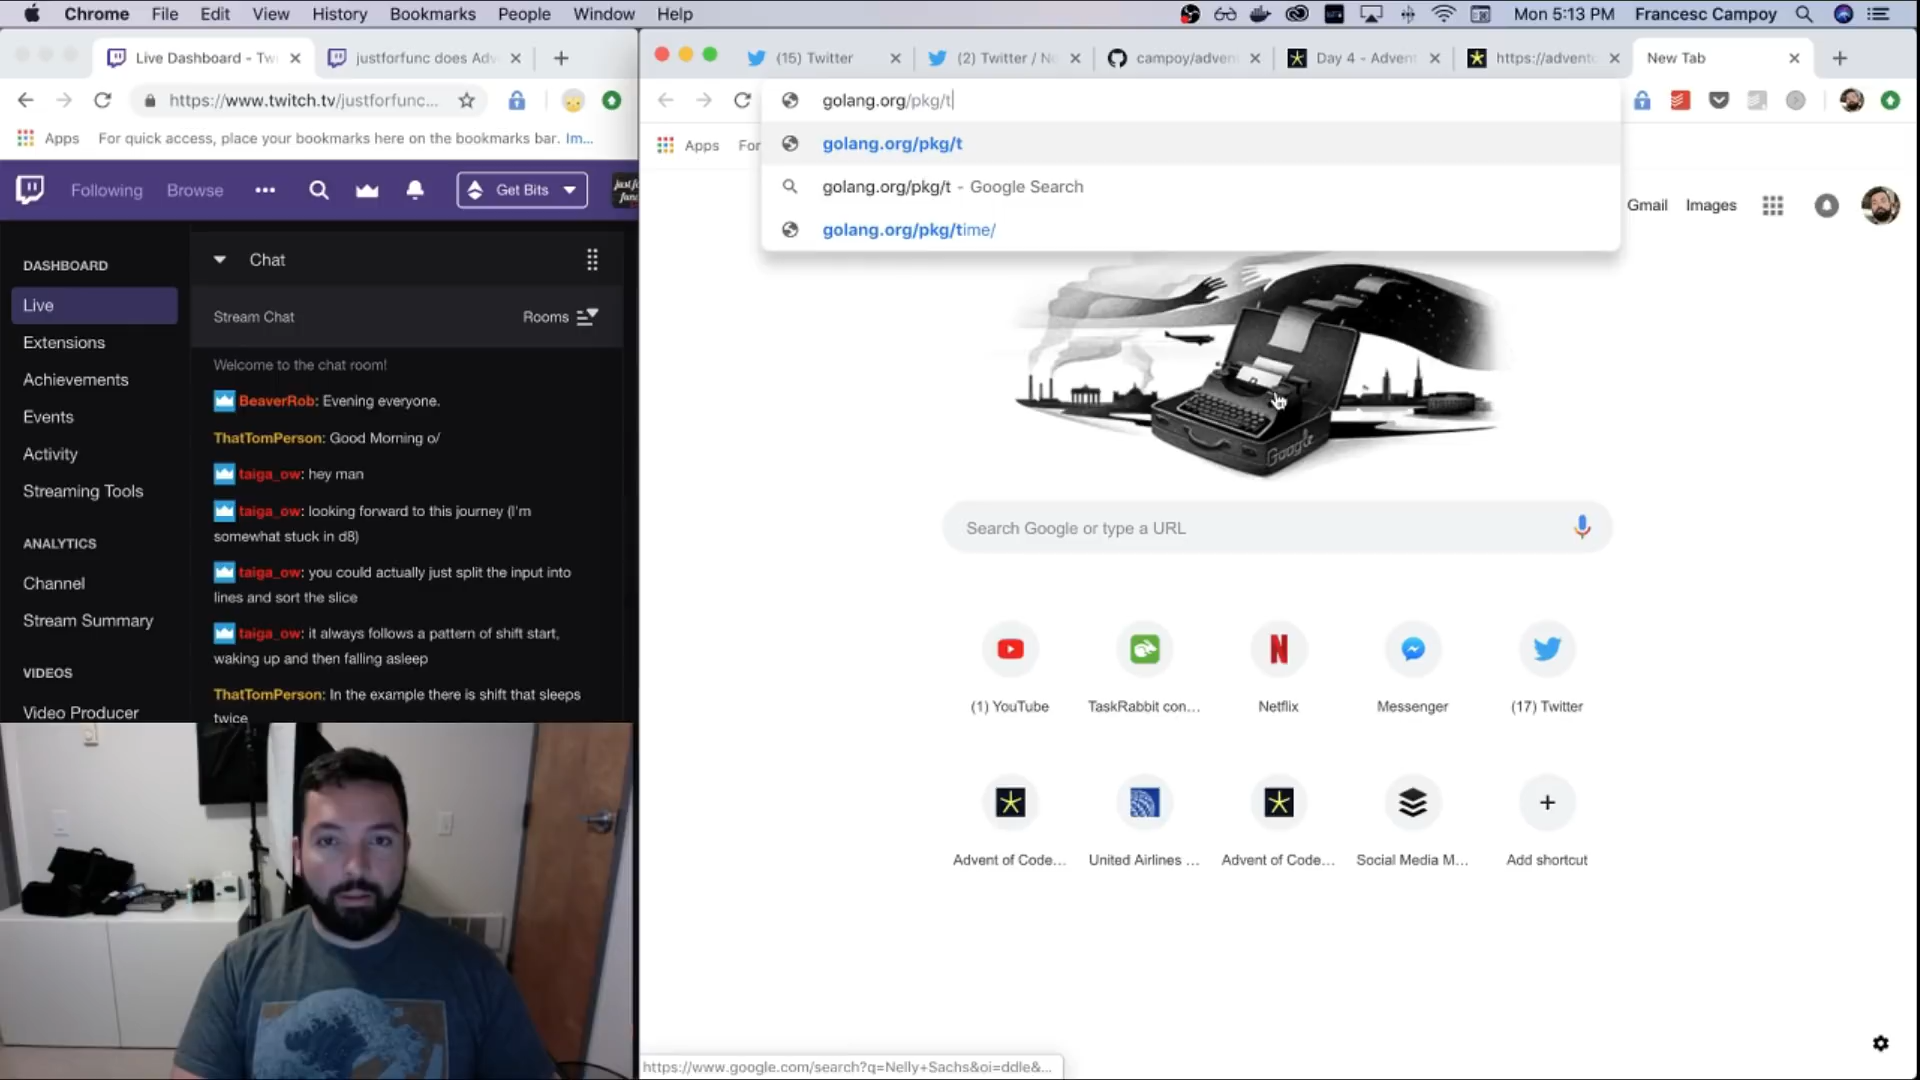 Chrome File Edit View History Bookmarks People Window Help
Mon 5:13 PM Francesc Campoy
Live Dashboard - Tw
justforfunc does Adv
https://www.twitch.tv/justforfunc...
Apps For quick access, place your bookmarks here on the bookmarks bar. Im...
Following Browse ••• Get Bits
DASHBOARD
Live
Extensions
Achievements
Events
Activity
Streaming Tools
ANALYTICS
Channel
Stream Summary
VIDEOS
Video Producer
Chat
Stream Chat Rooms
Welcome to the chat room!
BeaverRob: Evening everyone.
ThatTomPerson: Good Morning o/
taiga_ow: hey man
taiga_ow: looking forward to this journey (I'm
somewhat stuck in d8)
taiga_ow: you could actually just split the input into
lines and sort the slice
taiga_ow: it always follows a pattern of shift start,
waking up and then falling asleep
ThatTomPerson: In the example there is shift that sleeps
twice
(15) Twitter
(2) Twitter / No
campoy/adven
Day 4 - Advent
https://advento
New Tab
golang.org/pkg/t
Apps For
golang.org/pkg/t
golang.org/pkg/t - Google Search
golang.org/pkg/time/
Gmail Images
Google
Search Google or type a URL
(1) YouTube
TaskRabbit con...
Netflix
Messenger
(17) Twitter
Advent of Code...
United Airlines ...
Advent of Code...
Social Media M...
Add shortcut
https://www.google.com/search?q=Nelly+Sachs&oi=ddle&...